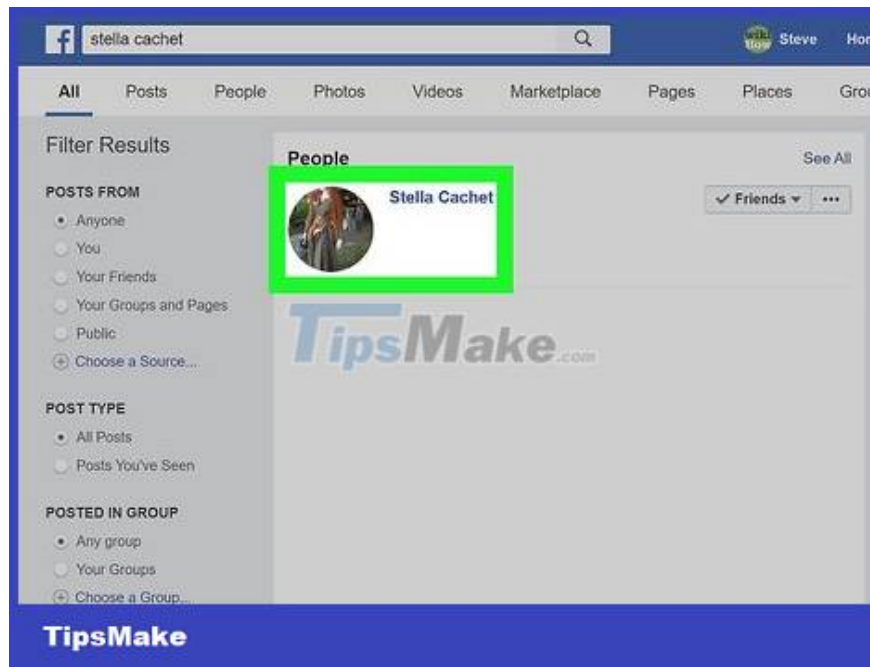 f stella cachet Steve Hor
All Posts People Photos Videos Marketplace Pages Places Grou
Filter Results
People See All
POSTS FROM
Stella Cachet
Friends
Anyone
You
Your Friends
Your Groups and Pages
Public
Choose a Source...
TipsMake.com
POST TYPE
All Posts
Posts You've Seen
POSTED IN GROUP
Any group
Your Groups
Choose a Group...
TipsMake